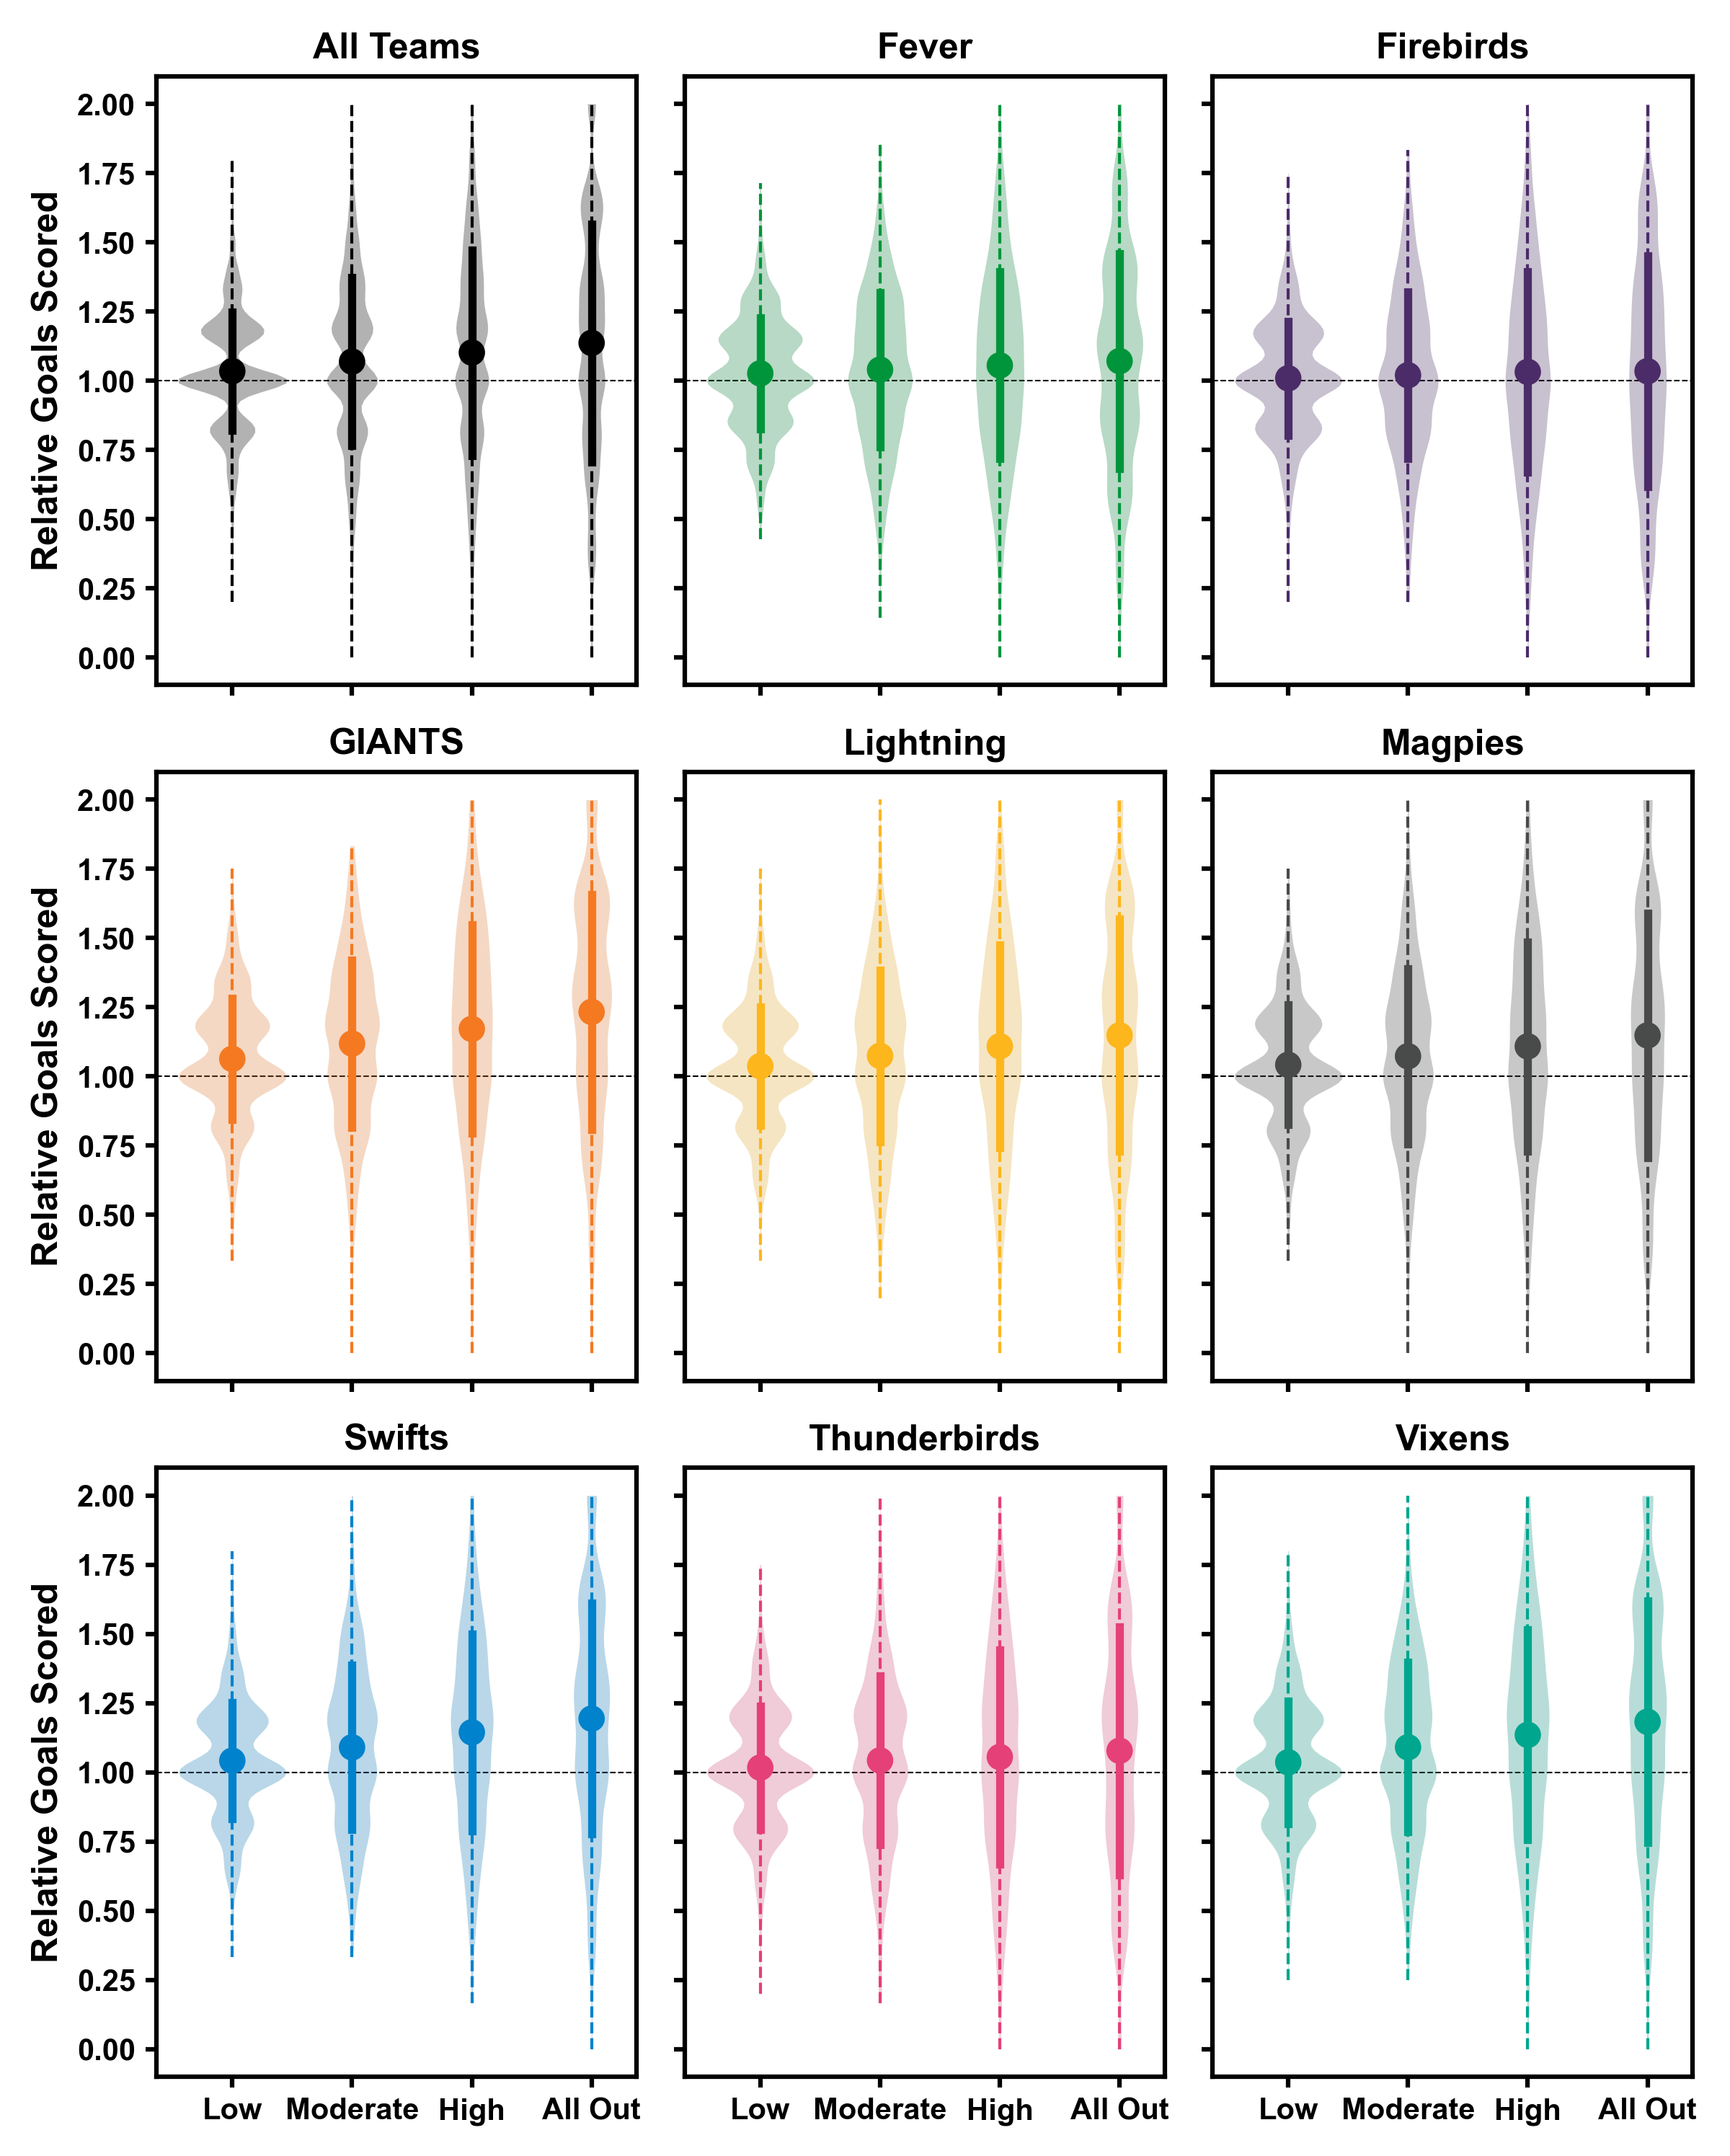 All Teams
Fever
Firebirds
Relative Goals Scored
2.00
1.75
1.50
1.25
1.00
0.75
0.50
0.25
0.00
GIANTS
Lightning
Magpies
Relative Goals Scored
2.00
1.75
1.50
1.25
1.00
0.75
0.50
0.25
0.00
Swifts
Thunderbirds
Vixens
Relative Goals Scored
2.00
1.75
1.50
1.25
1.00
0.75
0.50
0.25
0.00
Low Moderate High All Out
Low Moderate High All Out
Low Moderate High All Out